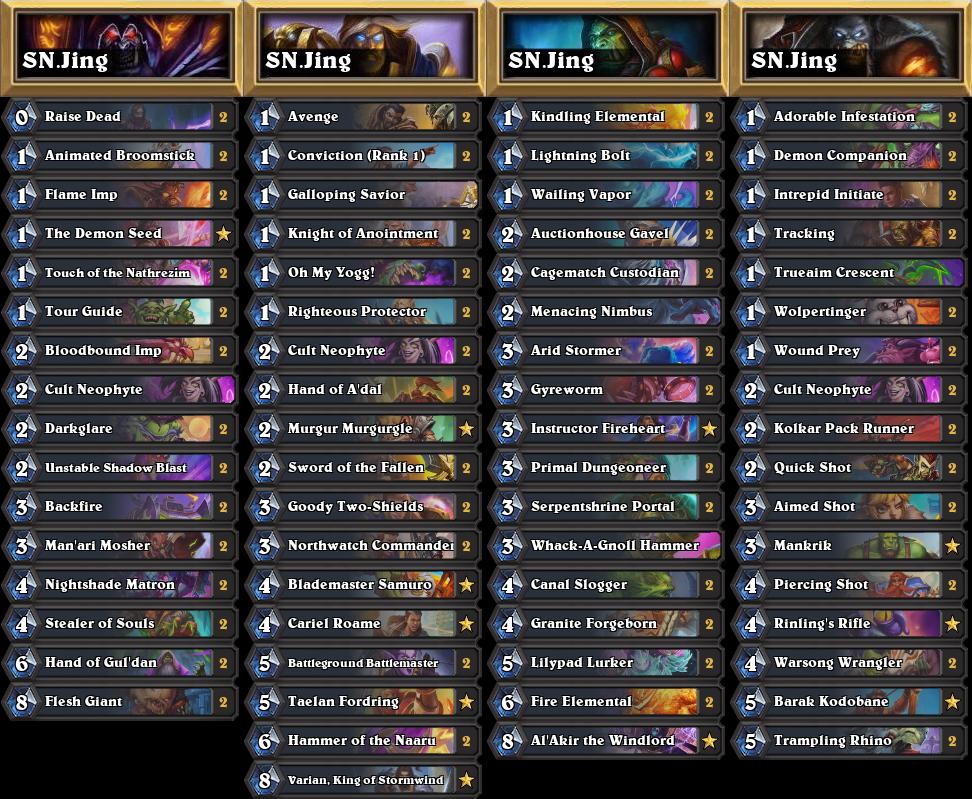 SN.Jing
0 Raise Dead 2
1 Animated Broomstick 2
1 Flame Imp 2
1 The Demon Seed
1 Touch of the Nathrezim 2
1 Tour Guide 2
2 Bloodbound Imp 2
2 Cult Neophyte
2 Darkglare 2
2 Unstable Shadow Blast 2
3 Backfire 2
3 Man'ari Mosher 2
4 Nightshade Matron 2
4 Stealer of Souls 2
6 Hand of Gul'dan 2
8 Flesh Giant 2
SN.Jing
1 Avenge 2
1 Conviction (Rank 1) 2
1 Galloping Savior
1 Knight of Anointment 2
1 Oh My Yogg! 2
1 Righteous Protector 2
2 Cult Neophyte 2
2 Hand of A'dal 2
2 Murgur Murgurgle
2 Sword of the Fallen 2
3 Goody Two-Shields 2
3 Northwatch Commander 2
4 Blademaster Samuro
4 Cariel Roame
5 Battleground Battlemaster 2
5 Taelan Fordring
6 Hammer of the Naaru 2
8 Varian, King of Stormwind
SN.Jing
1 Kindling Elemental 2
1 Lightning Bolt 2
1 Wailing Vapor 2
2 Auctionhouse Gavel 2
2 Cagematch Custodian 2
2 Menacing Nimbus
3 Arid Stormer 2
3 Gyreworm 2
3 Instructor Fireheart
3 Primal Dungeoneer 2
3 Serpentshrine Portal 2
3 Whack-A-Gnoll Hammer
4 Canal Slogger 2
4 Granite Forgeborn 2
5 Lilypad Lurker 2
6 Fire Elemental 2
8 Al'Akir the Windlord
SN.Jing
1 Adorable Infestation 2
1 Demon Companion 2
1 Intrepid Initiate 2
1 Tracking 2
1 Trueaim Crescent
1 Wolpertinger 2
1 Wound Prey 2
2 Cult Neophyte 2
2 Kolkar Pack Runner 2
2 Quick Shot 2
3 Aimed Shot 2
3 Mankrik
4 Piercing Shot 2
4 Rinling's Rifle
4 Warsong Wrangler 2
5 Barak Kodobane
5 Trampling Rhino 2